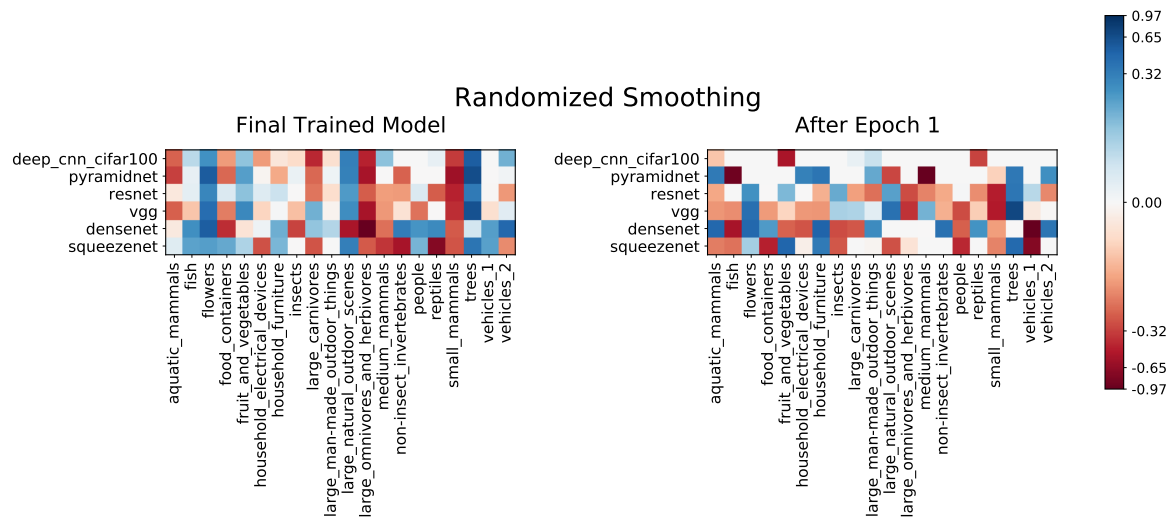 Randomized Smoothing
Final Trained Model
deep_cnn_cifar100
pyramidnet
resnet
vgg
densenet
squeezenet
aquatic_mammals
fish
flowers
food_containers
fruit_and_vegetables
household_electrical_devices
household_furniture
insects
large_carnivores
large_man-made_outdoor_things
large_natural_outdoor_scenes
large_omnivores_and_herbivores
medium_mammals
non-insect_invertebrates
people
reptiles
small_mammals
trees
vehicles_1
vehicles_2
After Epoch 1
deep_cnn_cifar100
pyramidnet
resnet
vgg
densenet
squeezenet
aquatic_mammals
fish
flowers
food_containers
fruit_and_vegetables
household_electrical_devices
household_furniture
insects
large_carnivores
large_man-made_outdoor_things
large_natural_outdoor_scenes
large_omnivores_and_herbivores
medium_mammals
non-insect_invertebrates
people
reptiles
small_mammals
trees
vehicles_1
vehicles_2
0.97
0.65
0.32
0.00
-0.32
-0.65
-0.97